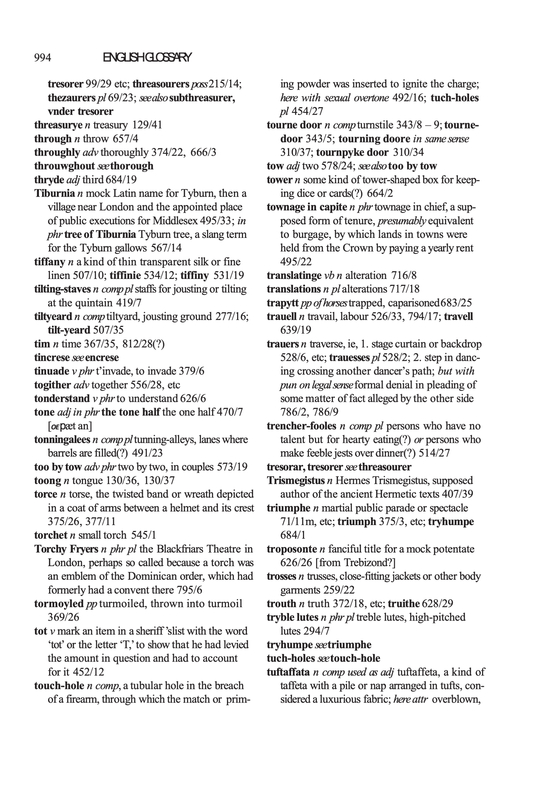 994 ENGLISH GLOSSARY
tresorer 99/29 etc; threasourers poss 215/14;
thezaurers pl 69/23; see also subthreasurer,
vnder tresorer
threasurye n treasury 129/41
through n throw 657/4
throughly adv thoroughly 374/22, 666/3
throuwghout see thorough
thryde adj third 684/19
Tiburnia n mock Latin name for Tyburn, then a
village near London and the appointed place
of public executions for Middlesex 495/33; in
phr tree of Tiburnia Tyburn tree, a slang term
for the Tyburn gallows 567/14
tiffany n a kind of thin transparent silk or fine
linen 507/10; tiffinie 534/12; tiffiny 531/19
tilting-staves n comp pl staffs for jousting or tilting
at the quintain 419/7
tiltyeard n comp tiltyard, jousting ground 277/16;
tilt-yeard 507/35
tim n time 367/35, 812/28(?)
tincrese see encrese
tinuade v phr t'invade, to invade 379/6
togither adv together 556/28, etc
tonderstand v phr to understand 626/6
tone adj in phr the tone half the one half 470/7
[OE þæt an]
tonningalees n comp pl tunning-alleys, lanes where
barrels are filled(?) 491/23
too by tow adv phr two by two, in couples 573/19
toong n tongue 130/36, 130/37
torce n torse, the twisted band or wreath depicted
in a coat of arms between a helmet and its crest
375/26, 377/11
torchet n small torch 545/1
Torchy Fryers n phr pl the Blackfriars Theatre in
London, perhaps so called because a torch was
an emblem of the Dominican order, which had
formerly had a convent there 795/6
tormoyled pp turmoiled, thrown into turmoil
369/26
tot v mark an item in a sheriff's list with the word
'tot' or the letter 'T,' to show that he had levied
the amount in question and had to account
for it 452/12
touch-hole n comp, a tubular hole in the breach
of a firearm, through which the match or prim-
ing powder was inserted to ignite the charge;
here with sexual overtone 492/16; tuch-holes
pl 454/27
tourne door n comp turnstile 343/8 – 9; tourne-
door 343/5; tourning doore in same sense
310/37; tournpyke door 310/34
tow adj two 578/24; see also too by tow
tower n some kind of tower-shaped box for keep-
ing dice or cards(?) 664/2
townage in capite n phr townage in chief, a sup-
posed form of tenure, presumably equivalent
to burgage, by which lands in towns were
held from the Crown by paying a yearly rent
495/22
translatinge vb n alteration 716/8
translations n pl alterations 717/18
trapytt pp of horses trapped, caparisoned 683/25
trauell n travail, labour 526/33, 794/17; travell
639/19
trauers n traverse, ie, 1. stage curtain or backdrop
528/6, etc; trauesses pl 528/2; 2. step in danc-
ing crossing another dancer's path; but with
pun on legal sense formal denial in pleading of
some matter of fact alleged by the other side
786/2, 786/9
trencher-fooles n comp pl persons who have no
talent but for hearty eating(?) or persons who
make feeble jests over dinner(?) 514/27
tresorar, tresorer see threasourer
Trismegistus n Hermes Trismegistus, supposed
author of the ancient Hermetic texts 407/39
triumphe n martial public parade or spectacle
71/11m, etc; triumph 375/3, etc; tryhumpe
684/1
troposonte n fanciful title for a mock potentate
626/26 [from Trebizond?]
trosses n trusses, close-fitting jackets or other body
garments 259/22
trouth n truth 372/18, etc; truithe 628/29
tryble lutes n phr pl treble lutes, high-pitched
lutes 294/7
tryhumpe see triumphe
tuch-holes see touch-hole
tuftaffata n comp used as adj tuftaffeta, a kind of
taffeta with a pile or nap arranged in tufts, con-
sidered a luxurious fabric; here attr overblown,